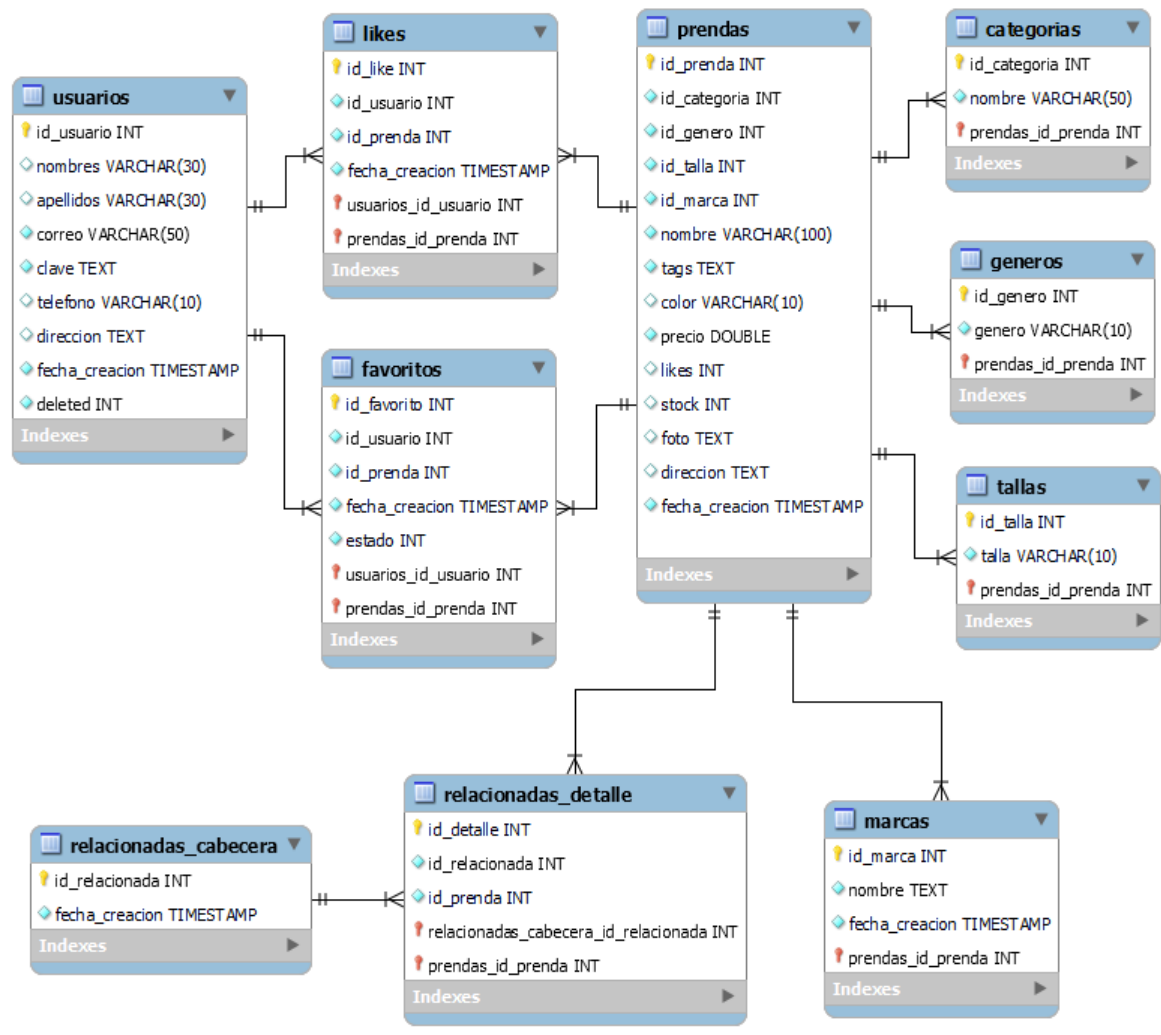 usuarios
id_usuario INT
nombres VARCHAR(30)
apellidos VARCHAR(30)
correo VARCHAR(50)
clave TEXT
telefono VARCHAR(10)
direccion TEXT
fecha_creacion TIMESTAMP
deleted INT
Indexes
likes
id_like INT
id_usuario INT
id_prenda INT
fecha_creacion TIMESTAMP
usuarios_id_usuario INT
prendas_id_prenda INT
Indexes
favoritos
id_favorito INT
id_usuario INT
id_prenda INT
fecha_creación TIMESTAMP
estado INT
usuarios_id_usuario INT
prendas_id_prenda INT
Indexes
prendas
id_prenda INT
id_categoria INT
id_genero INT
id_talla INT
id_marca INT
nombre VARCHAR(100)
tags TEXT
color VARCHAR(10)
precio DOUBLE
likes INT
stock INT
foto TEXT
direccion TEXT
fecha_creacion TIMESTAMP
Indexes
categorias
id_categoria INT
nombre VARCHAR(50)
prendas_id_prenda INT
Indexes
generos
id_genero INT
genero VARCHAR(10)
prendas_id_prenda INT
Indexes
tallas
id_talla INT
talla VARCHAR(10)
prendas_id_prenda INT
Indexes
relacionadas_cabecera
id_relacionada INT
fecha_creacion TIMESTAMP
Indexes
relacionadas_detalle
id_detalle INT
id_relacionada INT
id_prenda INT
relacionadas_cabecera_id_relacionada INT
prendas_id_prenda INT
Indexes
marcas
id_marca INT
nombre TEXT
fecha_creacion TIMESTAMP
prendas_id_prenda INT
Indexes